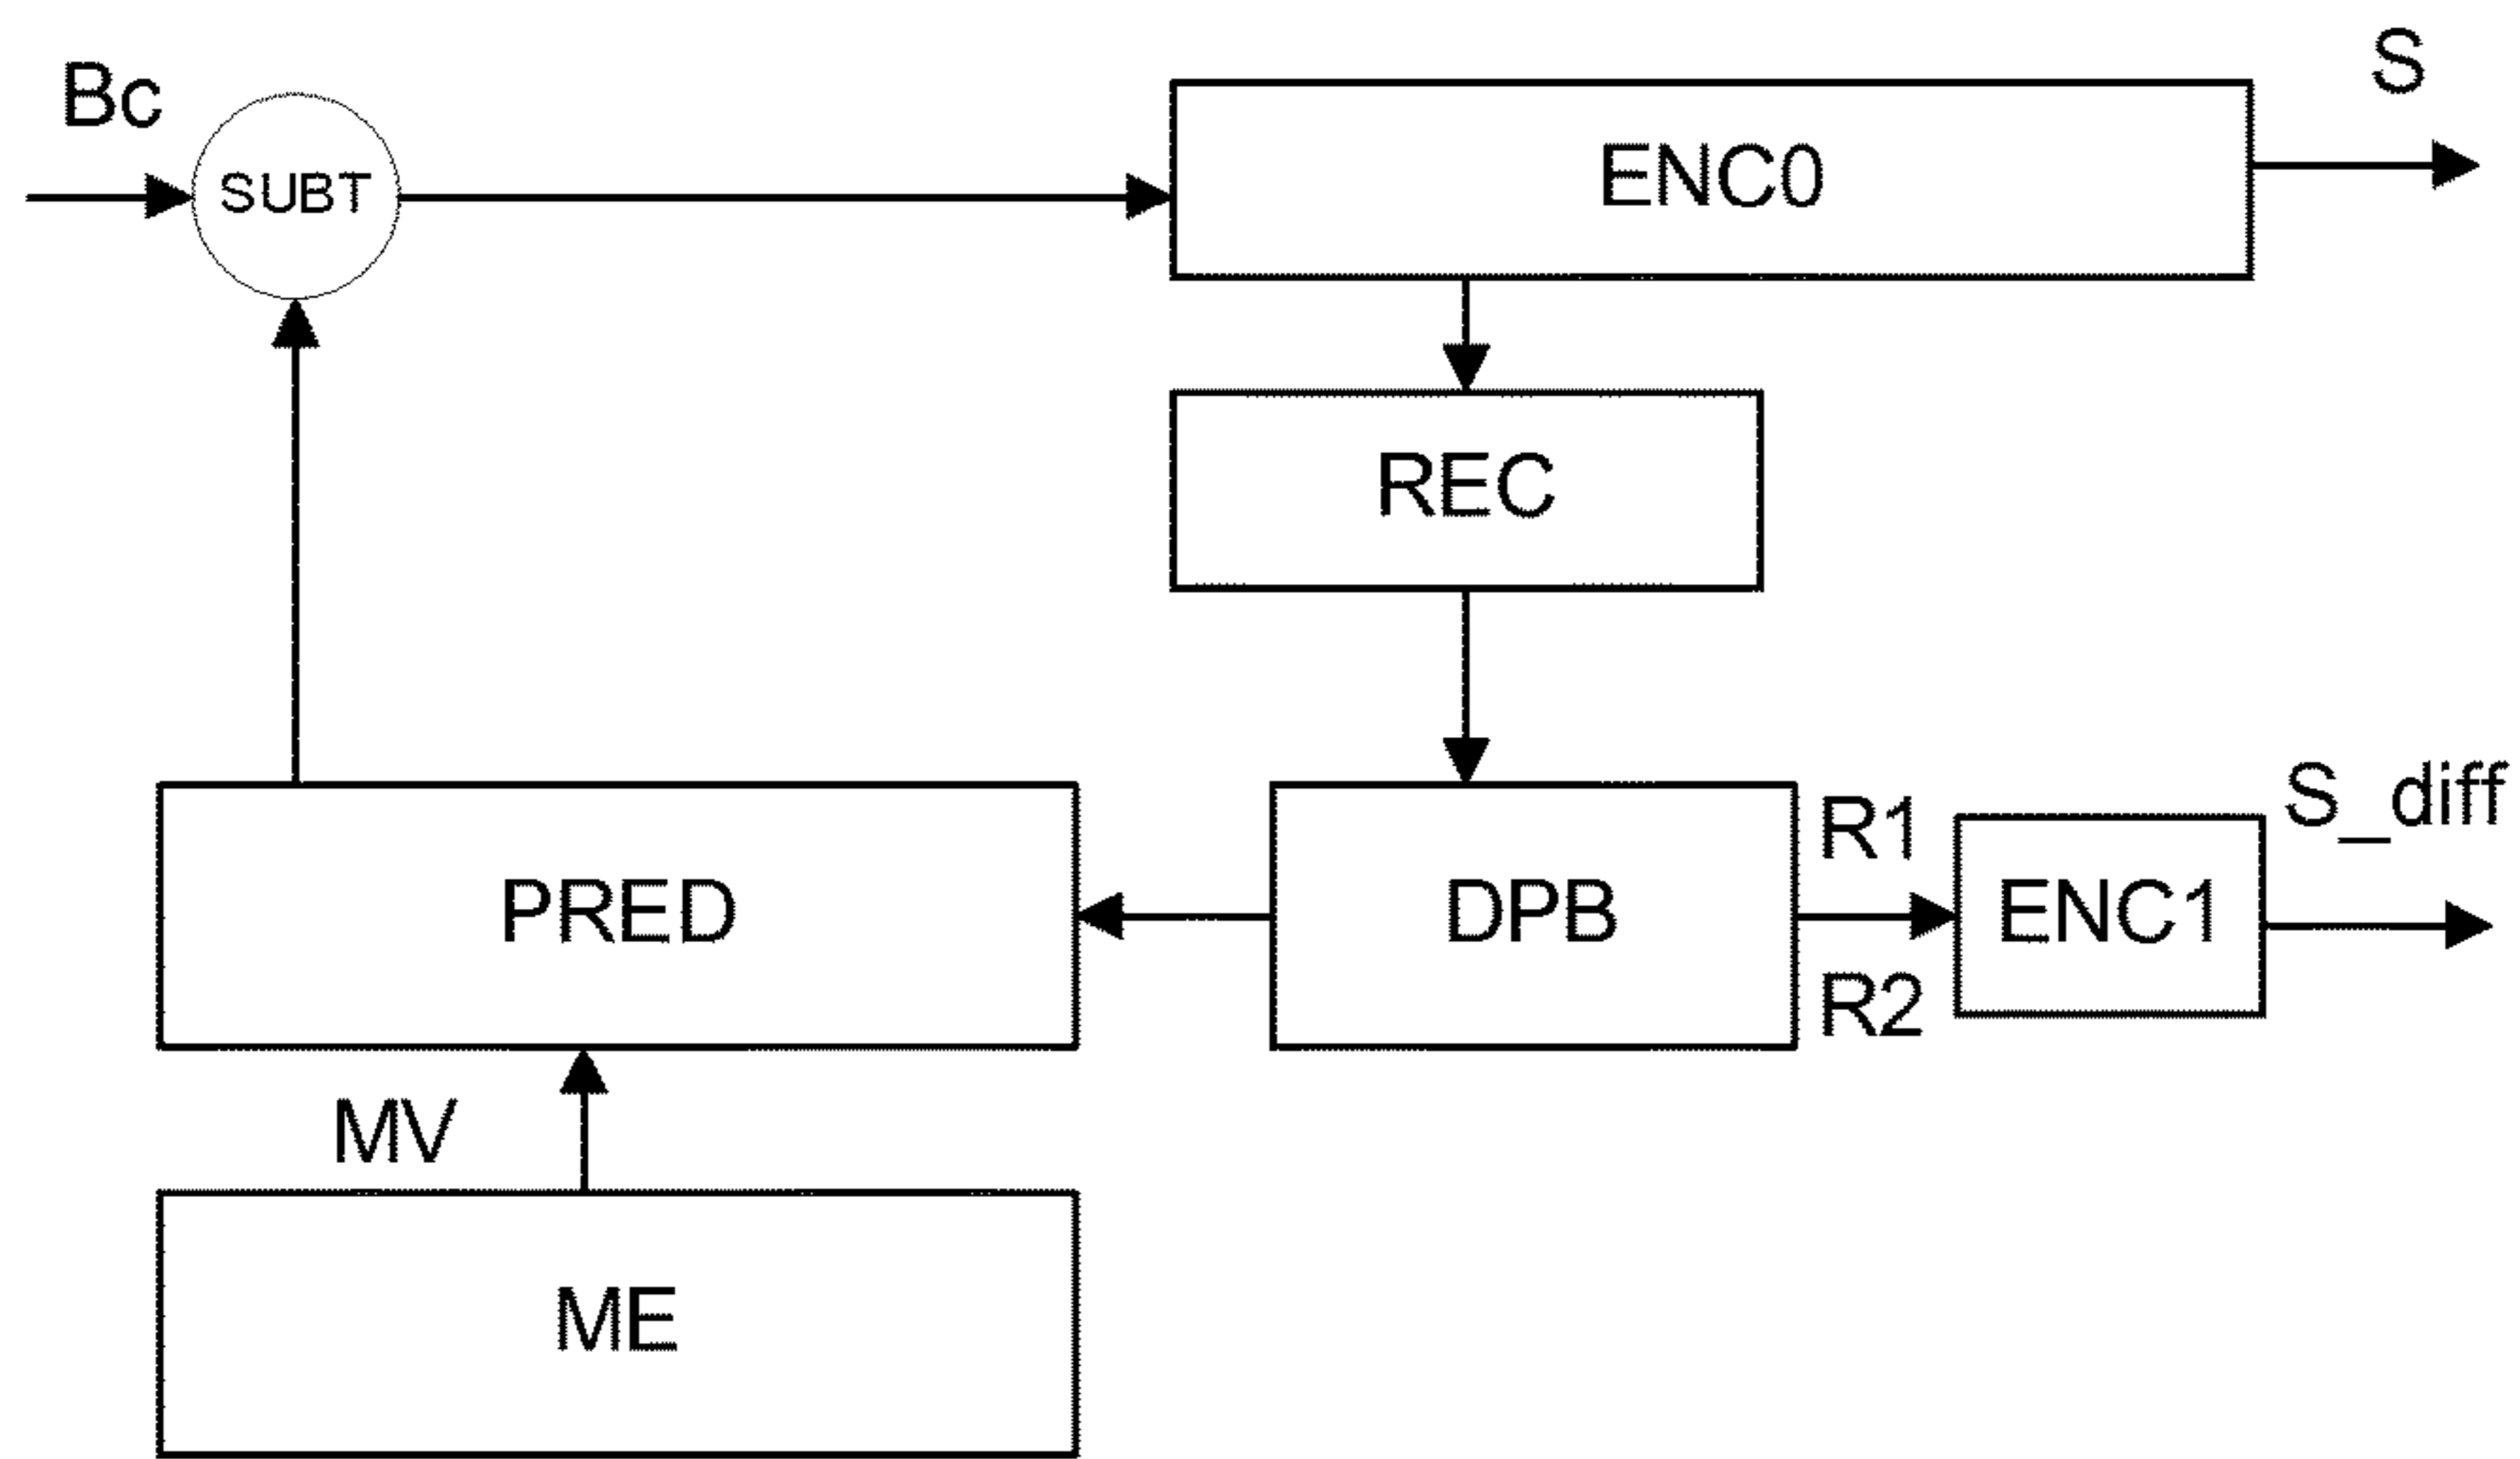 Bc
SUBT
ENC0
S
REC
PRED
DPB
R1
R2
ENC1
S_diff
MV
ME